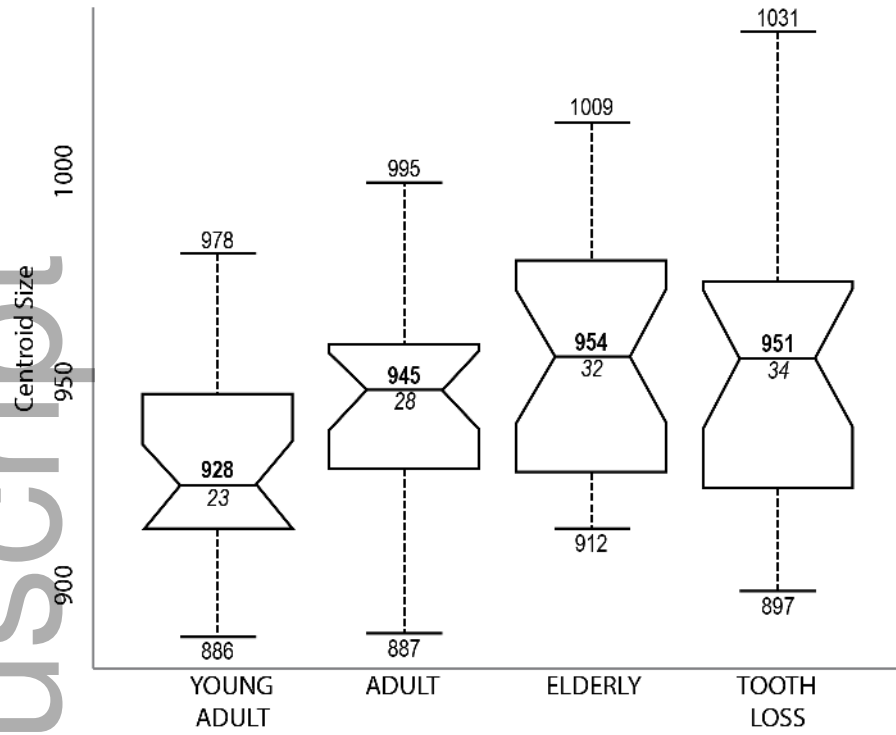 1031
1009
1000
995
978
Centroid Size
954
32
951
34
950
945
28
928
23
912
900
897
886
887
YOUNG
ADULT
ADULT
ELDERLY
TOOTH
LOSS
uscript